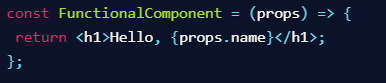 const FunctionalComponent = (props) => {
 return <h1>Hello, {props.name}</h1>;
};